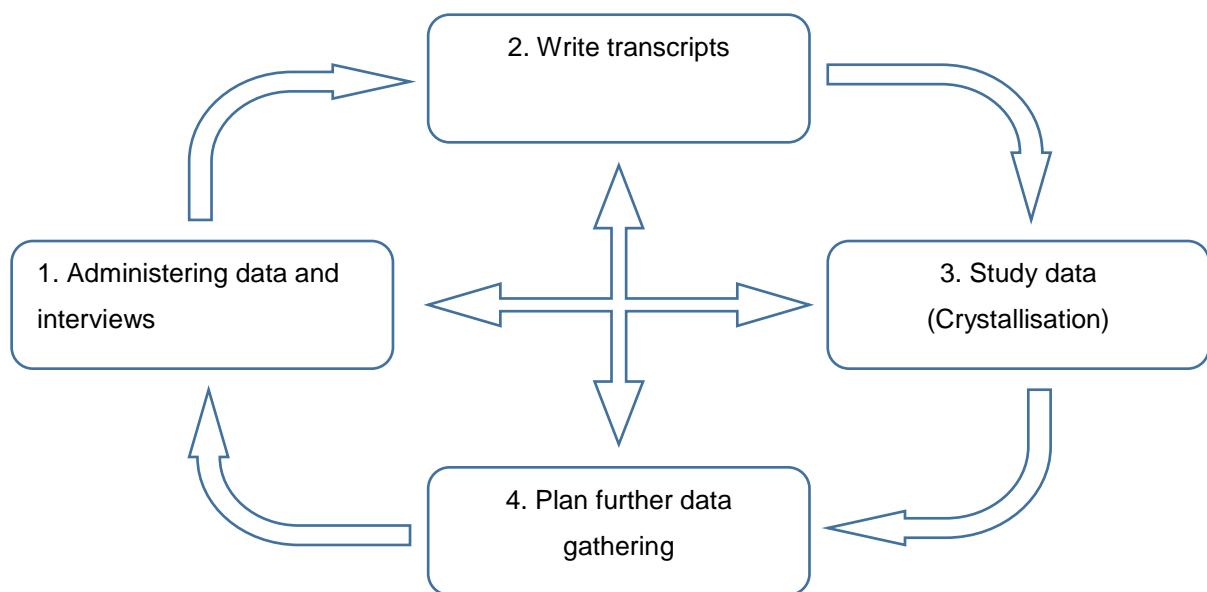 2. Write transcripts
1. Administering data and
interviews
3. Study data
(Crystallisation)
4. Plan further data
gathering